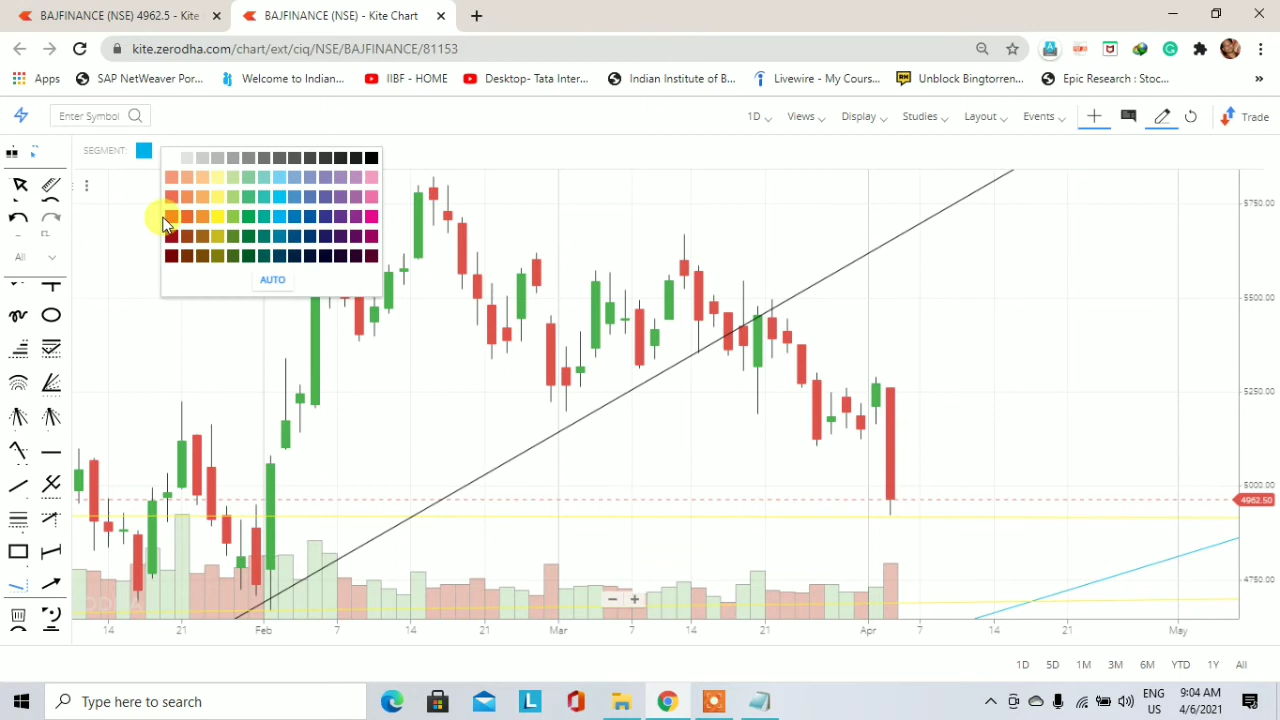 BAJFINANCE (NSE) 4962.5 - Kite
BAJFINANCE (NSE) - Kite Chart
kite.zerodha.com/chart/ext/ciq/NSE/BAJFINANCE/81153
Apps
SAP NetWeaver Por...
Welcome to Indian...
IIBF - HOME
Desktop- Tata Inter...
Indian Institute of B...
Livewire - My Cours...
Unblock Bingtorren...
Epic Research : Stoc...
»
Enter Symbol
1D
Views
Display
Studies
Layout
Events
Trade
SEGMENT:
All
AUTO
5750.00
5500.00
5250.00
5000.00
4962.50
4750.00
14
21
Feb
7
14
21
Mar
7
14
21
Apr
7
14
21
May
1D
5D
1M
3M
6M
YTD
1Y
All
Type here to search
ENG
US
9:04 AM
4/6/2021